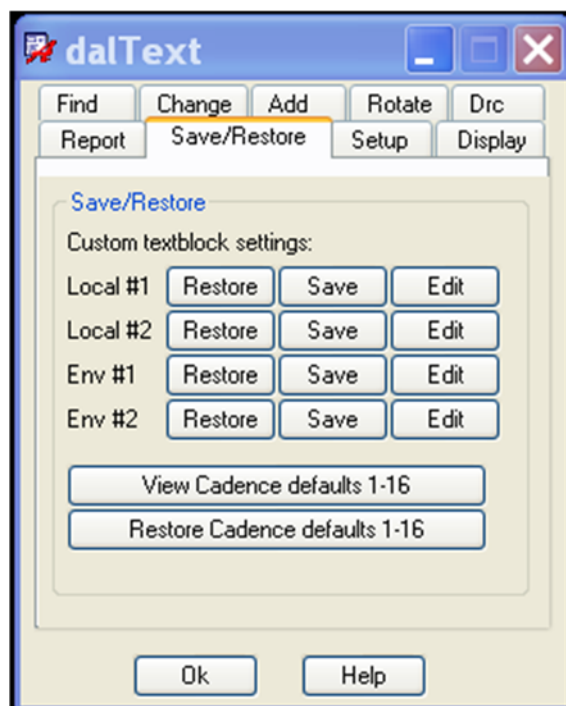 dalText
Find Change Add Rotate Drc
Report Save/Restore Setup Display
Save/Restore
Custom textblock settings:
Local #1 Restore Save Edit
Local #2 Restore Save Edit
Env #1 Restore Save Edit
Env #2 Restore Save Edit
View Cadence defaults 1-16
Restore Cadence defaults 1-16
Ok Help